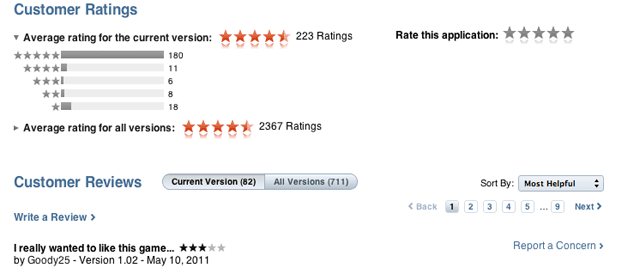 Customer Ratings
Average rating for the current version: 223 Ratings
Rate this application:
180
11
6
8
18
Average rating for all versions: 2367 Ratings
Customer Reviews
Current Version (82) All Versions (711)
Sort By: Most Helpful
Back 1 2 3 4 5 ... 9 Next
Write a Review
I really wanted to like this game...
Report a Concern
by Goody25 - Version 1.02 - May 10, 2011